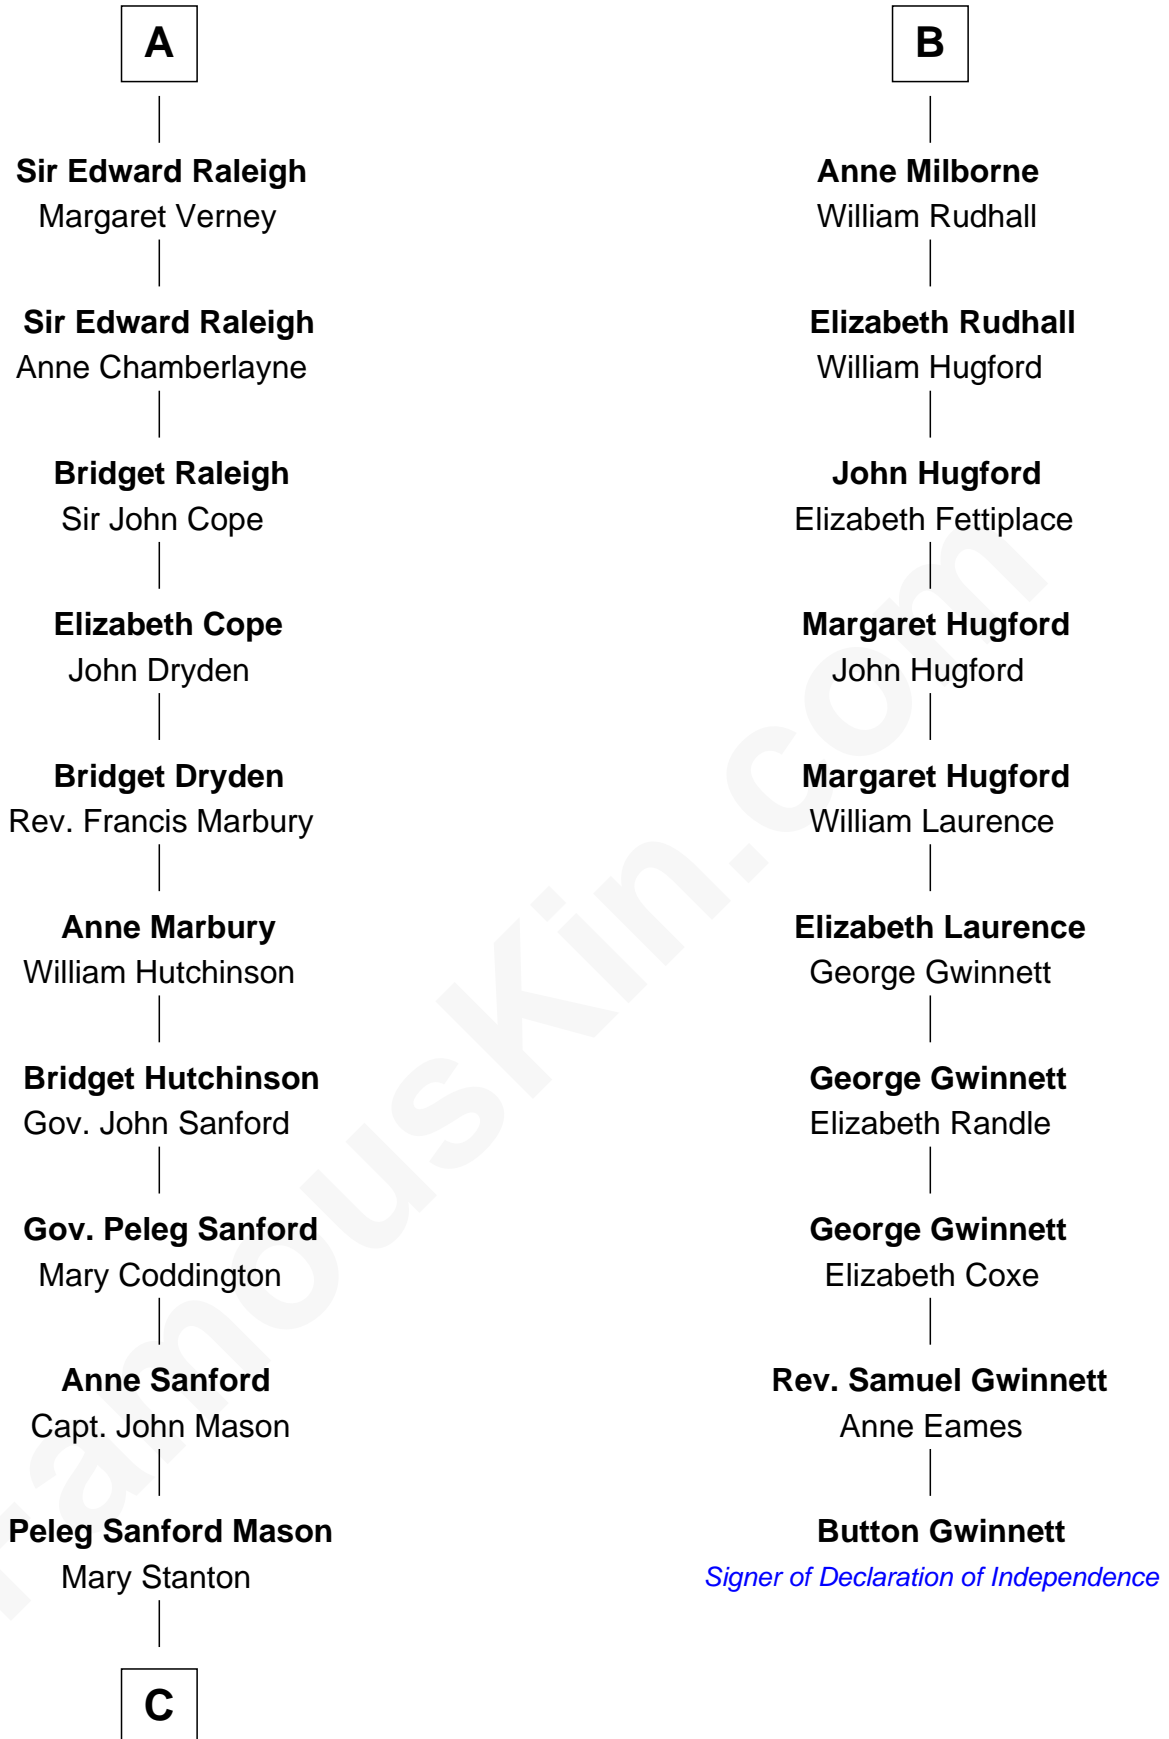 A
Sir Edward Raleigh
Margaret Verney
Sir Edward Raleigh
Anne Chamberlayne
Bridget Raleigh
Sir John Cope
Elizabeth Cope
John Dryden
Bridget Dryden
Rev. Francis Marbury
Anne Marbury
William Hutchinson
Bridget Hutchinson
Gov. John Sanford
Gov. Peleg Sanford
Mary Coddington
Anne Sanford
Capt. John Mason
Peleg Sanford Mason
Mary Stanton
C
B
Anne Milborne
William Rudhall
Elizabeth Rudhall
William Hugford
John Hugford
Elizabeth Fettiplace
Margaret Hugford
John Hugford
Margaret Hugford
William Laurence
Elizabeth Laurence
George Gwinnett
George Gwinnett
Elizabeth Randle
George Gwinnett
Elizabeth Coxe
Rev. Samuel Gwinnett
Anne Eames
Button Gwinnett
Signer of Declaration of Independence
FamousKin.com